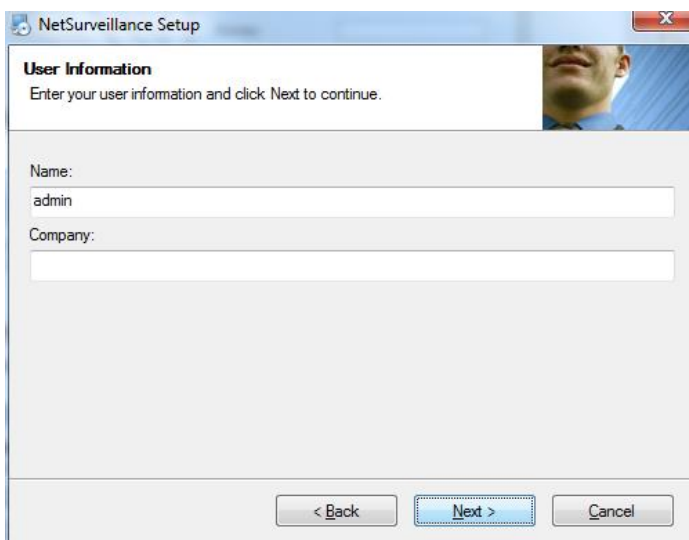 NetSurveillance Setup
X
User Information
Enter your user information and click Next to continue.
Name:
admin
Company:
< Back
Next >
Cancel